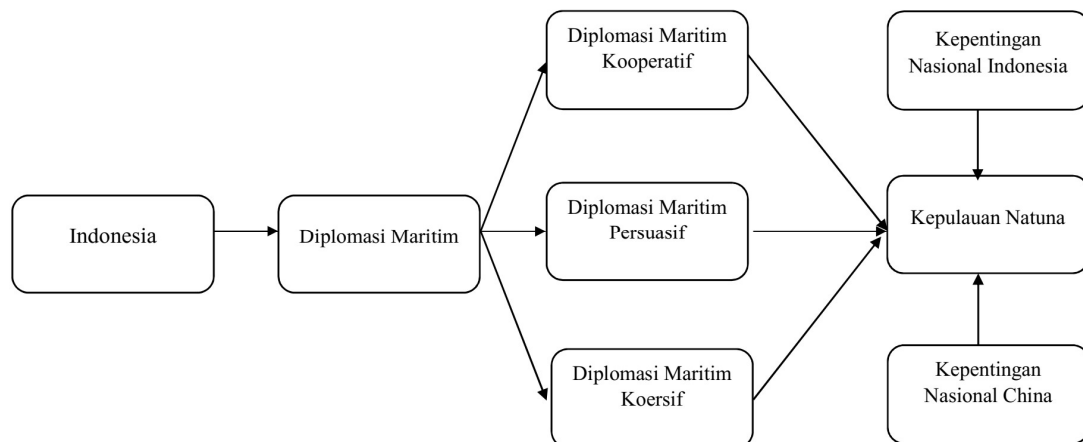 Indonesia
Diplomasi Maritim
Diplomasi Maritim
Kooperatif
Diplomasi Maritim
Persuasif
Diplomasi Maritim
Koersif
Kepentingan
Nasional Indonesia
Kepulauan Natuna
Kepentingan
Nasional China